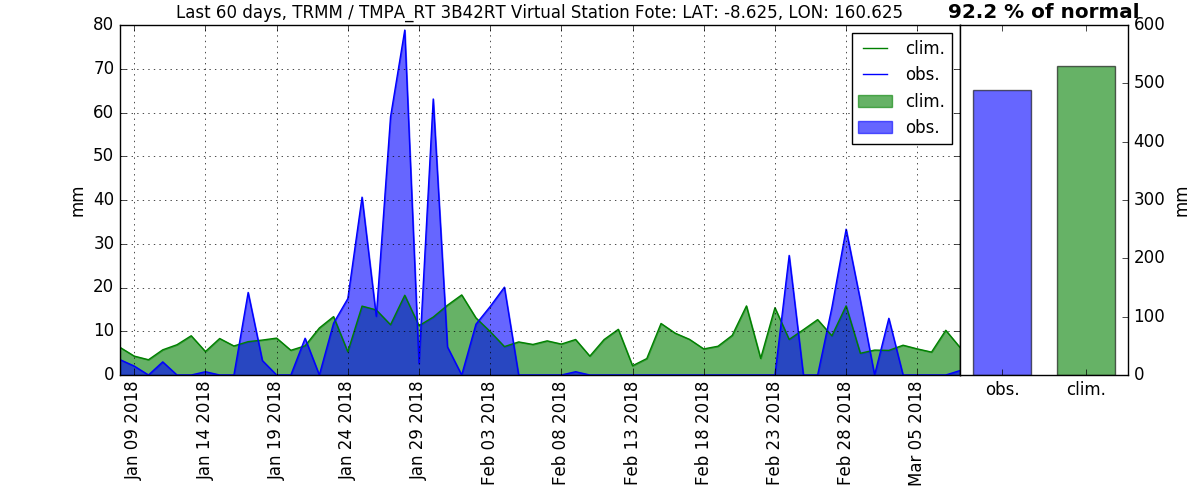 Last 60 days, TRMM / TMPA_RT 3B42RT Virtual Station Fote: LAT: -8.625, LON: 160.625
92.2 % of normal
80
70
60
50
40
30
20
10
0
mm
clim.
obs.
clim.
obs.
600
500
400
300
200
100
0
mm
Jan 09 2018
Jan 14 2018
Jan 19 2018
Jan 24 2018
Jan 29 2018
Feb 03 2018
Feb 08 2018
Feb 13 2018
Feb 18 2018
Feb 23 2018
Feb 28 2018
Mar 05 2018
obs.
clim.